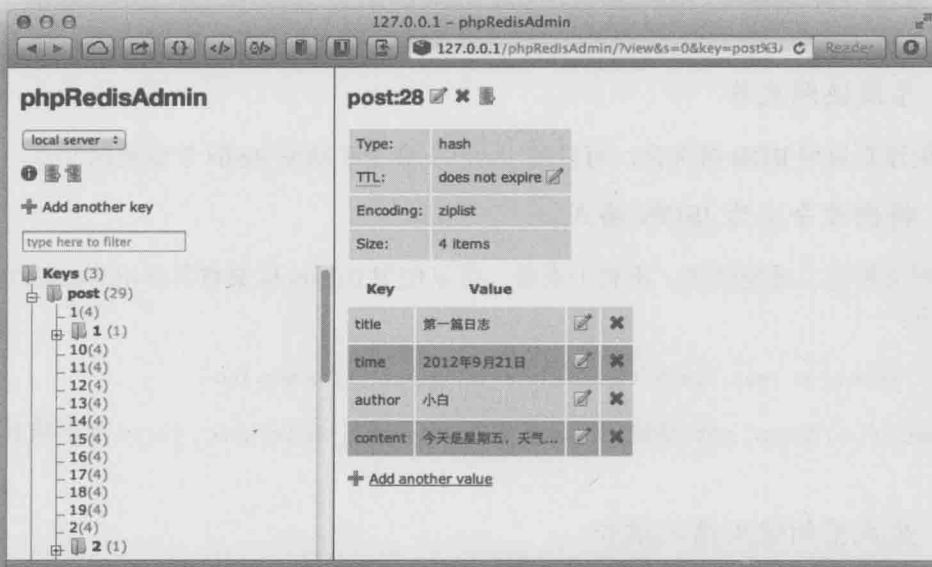 127.0.0.1 – phpRedisAdmin
127.0.0.1/phpRedisAdmin/?view&s=0&key=post%3/ Reader
phpRedisAdmin
local server
Add another key
type here to filter
Keys (3)
post (29)
1(4)
1 (1)
10(4)
11(4)
12(4)
13(4)
14(4)
15(4)
16(4)
17(4)
18(4)
19(4)
2(4)
2 (1)
post:28
Type: hash
TTL: does not expire
Encoding: ziplist
Size: 4 items
Key Value
title 第一篇日志
time 2012年9月21日
author 小白
content 今天是星期五，天气...
Add another value